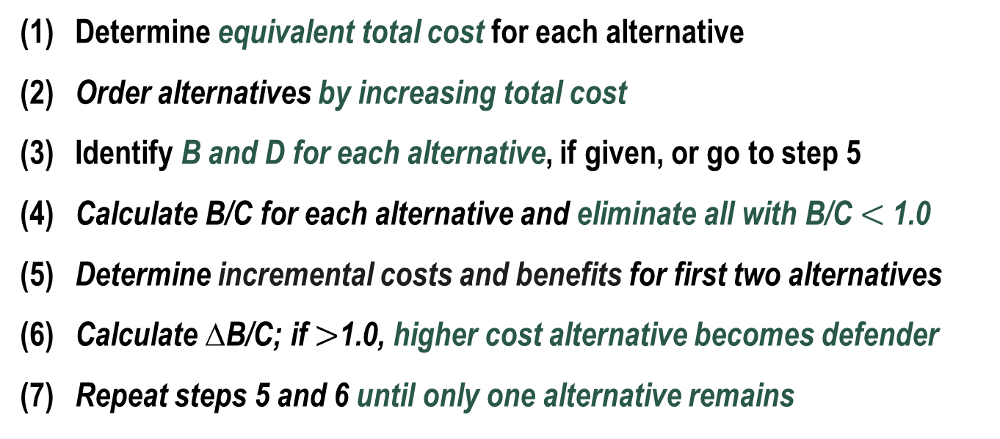 (1) Determine equivalent total cost for each alternative
(2) Order alternatives by increasing total cost
(3) Identify B and D for each alternative, if given, or go to step 5
(4) Calculate B/C for each alternative and eliminate all with B/C < 1.0
(5) Determine incremental costs and benefits for first two alternatives
(6) Calculate ΔB/C; if >1.0, higher cost alternative becomes defender
(7) Repeat steps 5 and 6 until only one alternative remains